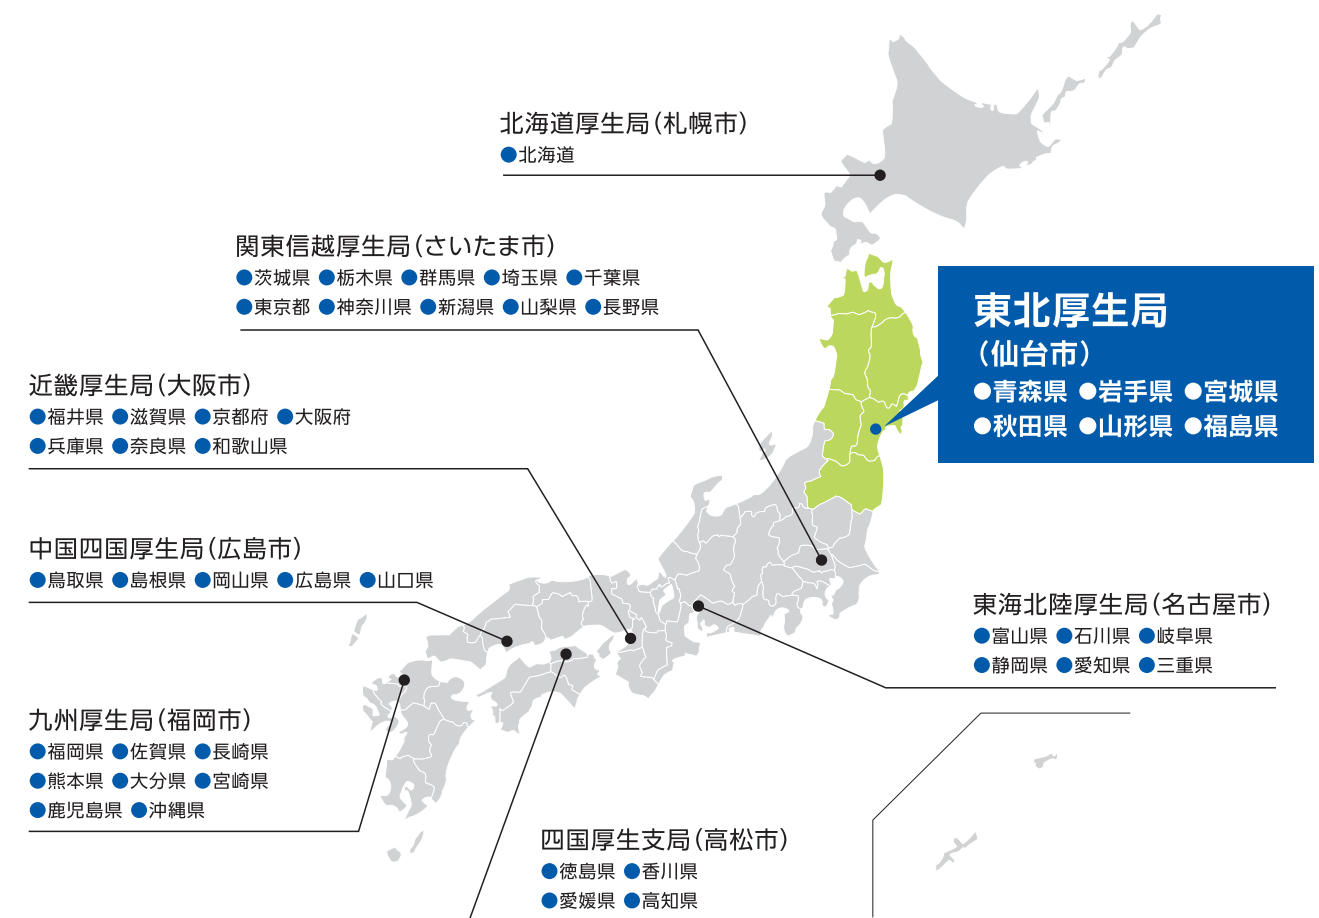 北海道厚生局（札幌市）
●北海道
関東信越厚生局（さいたま市）
●茨城県 ●栃木県 ●群馬県 ●埼玉県 ●千葉県
●東京都 ●神奈川県 ●新潟県 ●山梨県 ●長野県
東北厚生局
（仙台市）
●青森県 ●岩手県 ●宮城県
●秋田県 ●山形県 ●福島県
近畿厚生局（大阪市）
●福井県 ●滋賀県 ●京都府 ●大阪府
●兵庫県 ●奈良県 ●和歌山県
中国四国厚生局（広島市）
●鳥取県 ●島根県 ●岡山県 ●広島県 ●山口県
東海北陸厚生局（名古屋市）
●富山県 ●石川県 ●岐阜県
●静岡県 ●愛知県 ●三重県
九州厚生局（福岡市）
●福岡県 ●佐賀県 ●長崎県
●熊本県 ●大分県 ●宮崎県
●鹿児島県 ●沖縄県
四国厚生支局（高松市）
●徳島県 ●香川県
●愛媛県 ●高知県